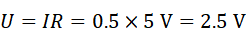 U = IR = 0.5 × 5 V = 2.5 V